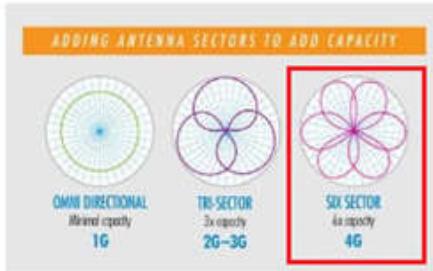 ADDING ANTENNA SECTORS TO ADD CAPACITY
OMNI DIRECTIONAL
Minimal capacity
1G
TRI-SECTOR
3x capacity
2G–3G
SIX SECTOR
6x capacity
4G